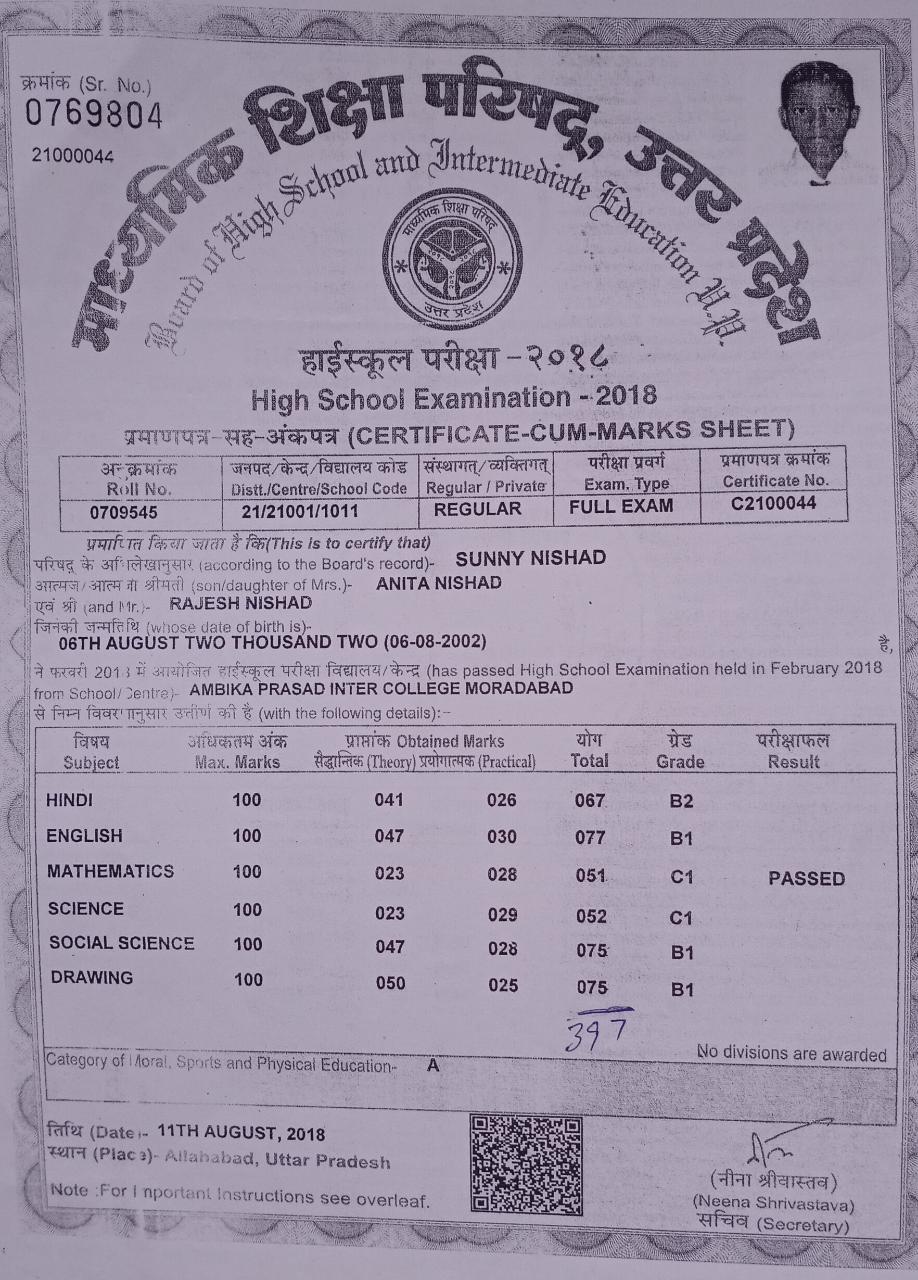 क्रमांक (Sr. No.)
0769804
21000044
माध्यमिक शिक्षा परिषद्, उत्तर प्रदेश
Board of High School and Intermediate Education U.P.
माध्यमिक शिक्षा परिषद
उत्तर प्रदेश
हाईस्कूल परीक्षा - २०१८
High School Examination - 2018
प्रमाणपत्र-सह-अंकपत्र (CERTIFICATE-CUM-MARKS SHEET)
अनुक्रमांक जनपद/केन्द्र/विद्यालय कोड संस्थागत/व्यक्तिगत् परीक्षा प्रवर्ग प्रमाणपत्र क्रमांक
Roll No. Distt./Centre/School Code Regular / Private Exam. Type Certificate No.
0709545 21/21001/1011 REGULAR FULL EXAM C2100044
प्रमाणित किया जाता है कि(This is to certify that)
परिषद् के अभिलेखानुसार (according to the Board's record)- SUNNY NISHAD
आत्मज/आत्मजा श्रीमती (son/daughter of Mrs.)- ANITA NISHAD
एवं श्री (and Mr.)- RAJESH NISHAD
जिनकी जन्मतिथि (whose date of birth is)-
06TH AUGUST TWO THOUSAND TWO (06-08-2002) है,
ने फरवरी 2018 में आयोजित हाईस्कूल परीक्षा विद्यालय/केन्द्र (has passed High School Examination held in February 2018
from School/Centre)- AMBIKA PRASAD INTER COLLEGE MORADABAD
से निम्न विवरणानुसार उत्तीर्ण की है (with the following details):-
विषय अधिकतम अंक प्राप्तांक Obtained Marks योग ग्रेड परीक्षाफल
Subject Max. Marks सैद्धान्तिक (Theory) प्रयोगात्मक (Practical) Total Grade Result
HINDI 100 041 026 067 B2
ENGLISH 100 047 030 077 B1
MATHEMATICS 100 023 028 051 C1 PASSED
SCIENCE 100 023 029 052 C1
SOCIAL SCIENCE 100 047 028 075 B1
DRAWING 100 050 025 075 B1
397
No divisions are awarded
Category of Moral, Sports and Physical Education- A
तिथि (Date)- 11TH AUGUST, 2018
स्थान (Place)- Allahabad, Uttar Pradesh
Note :For Important Instructions see overleaf.
(नीना श्रीवास्तव)
(Neena Shrivastava)
सचिव (Secretary)